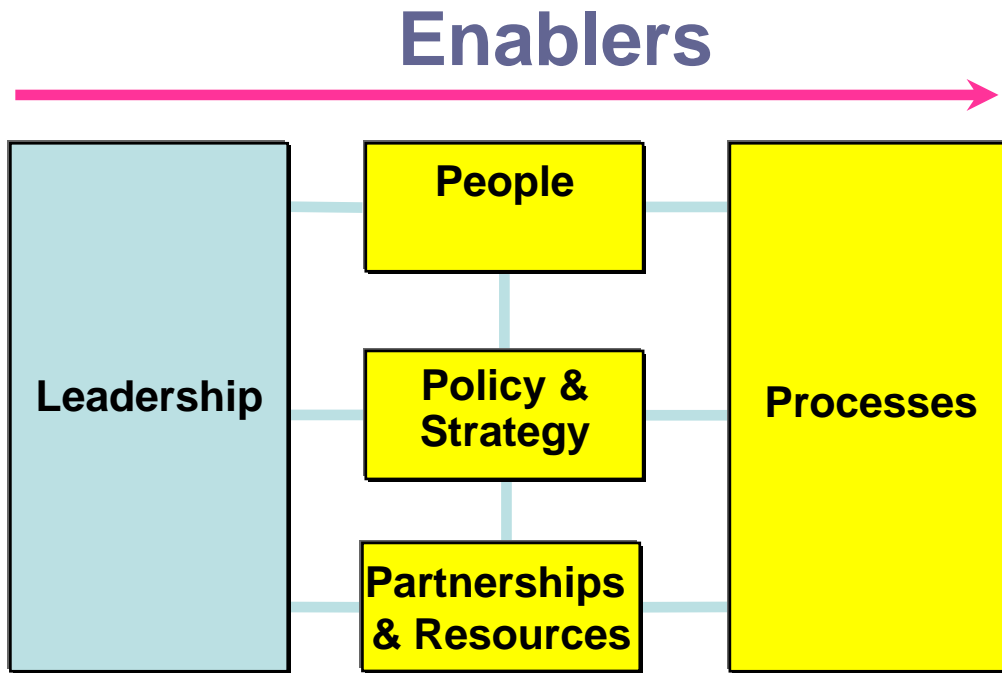 Enablers
People
Leadership
Policy &
Strategy
Processes
Partnerships
& Resources